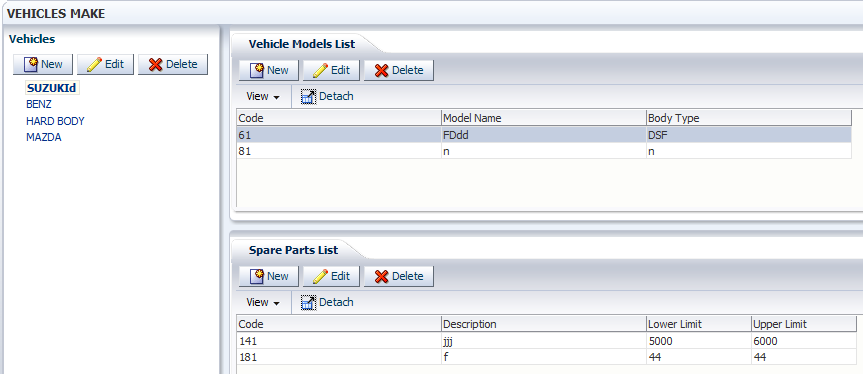 VEHICLES MAKE
Vehicles
New Edit Delete
SUZUKId
BENZ
HARD BODY
MAZDA
Vehicle Models List
New Edit Delete
View Detach
Code Model Name Body Type
61 FDdd DSF
81 n n
Spare Parts List
New Edit Delete
View Detach
Code Description Lower Limit Upper Limit
141 jjj 5000 6000
181 f 44 44